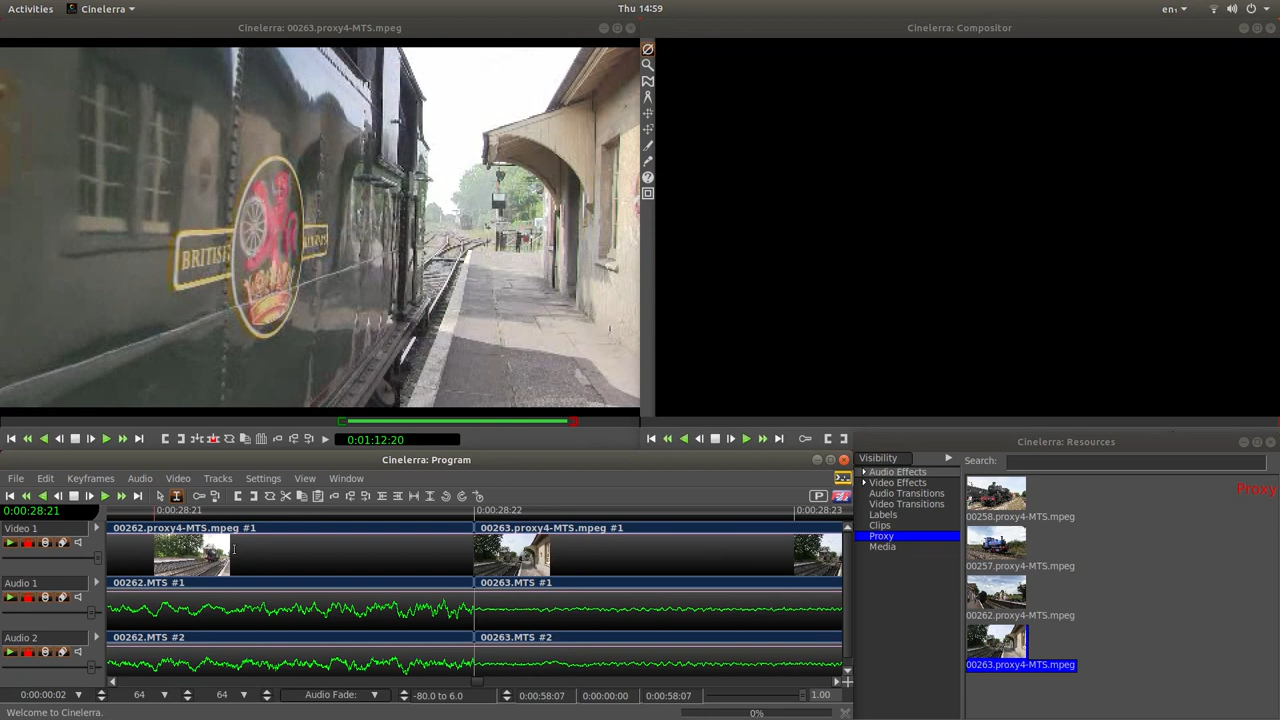 Activities Cinelerra Thu 14:59 en₁
Cinelerra: 00263.proxy4-MTS.mpeg
Cinelerra: Compositor
BRITISH
0:01:12:20
Cinelerra: Resources
Visibility
Search:
Audio Effects
Video Effects
Audio Transitions
Video Transitions
Labels
Clips
Proxy
Media
Proxy
00258.proxy4-MTS.mpeg
00257.proxy4-MTS.mpeg
00262.proxy4-MTS.mpeg
00263.proxy4-MTS.mpeg
Cinelerra: Program
File Edit Keyframes Audio Video Tracks Settings View Window
P
0:00:28:21 0:00:28:21 0:00:28:22 0:00:28:23
Video 1 00262.proxy4-MTS.mpeg #1 00263.proxy4-MTS.mpeg #1
Audio 1 00262.MTS #1 00263.MTS #1
Audio 2 00262.MTS #2 00263.MTS #2
0:00:00:02 64 64 Audio Fade: -80.0 to 6.0 0:00:58:07 0:00:00:00 0:00:58:07 1.00
Welcome to Cinelerra. 0%